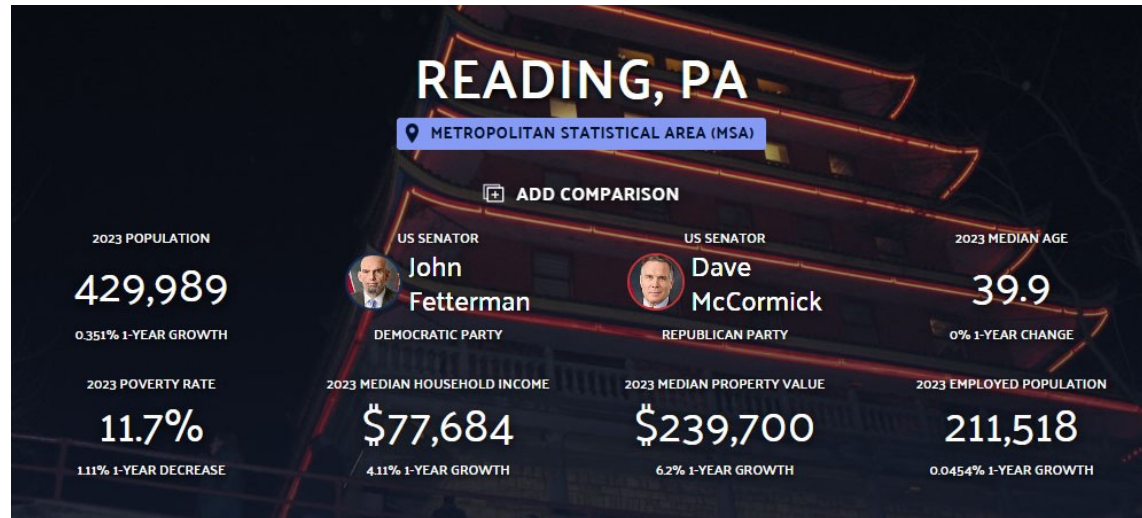 READING, PA
METROPOLITAN STATISTICAL AREA (MSA)
ADD COMPARISON
2023 POPULATION
429,989
0.351% 1-YEAR GROWTH
US SENATOR
John
Fetterman
DEMOCRATIC PARTY
US SENATOR
Dave
McCormick
REPUBLICAN PARTY
2023 MEDIAN AGE
39.9
0% 1-YEAR CHANGE
2023 POVERTY RATE
11.7%
1.11% 1-YEAR DECREASE
2023 MEDIAN HOUSEHOLD INCOME
$77,684
4.11% 1-YEAR GROWTH
2023 MEDIAN PROPERTY VALUE
$239,700
6.2% 1-YEAR GROWTH
2023 EMPLOYED POPULATION
211,518
0.0454% 1-YEAR GROWTH